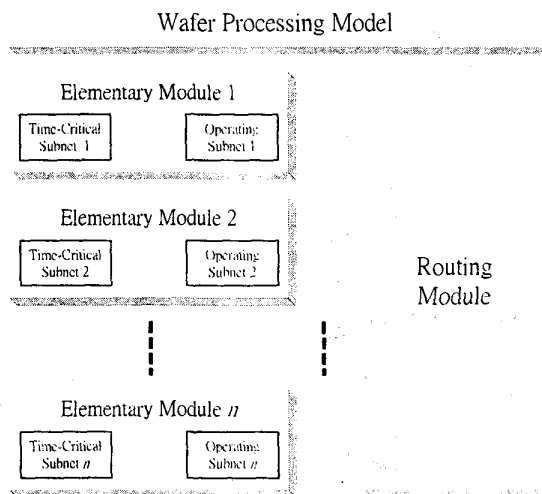 Wafer Processing Model
Elementary Module 1
Time-Critical
Subnet 1
Operating
Subnet 1
Elementary Module 2
Time-Critical
Subnet 2
Operating
Subnet 2
Routing
Module
Elementary Module n
Time-Critical
Subnet n
Operating
Subnet n